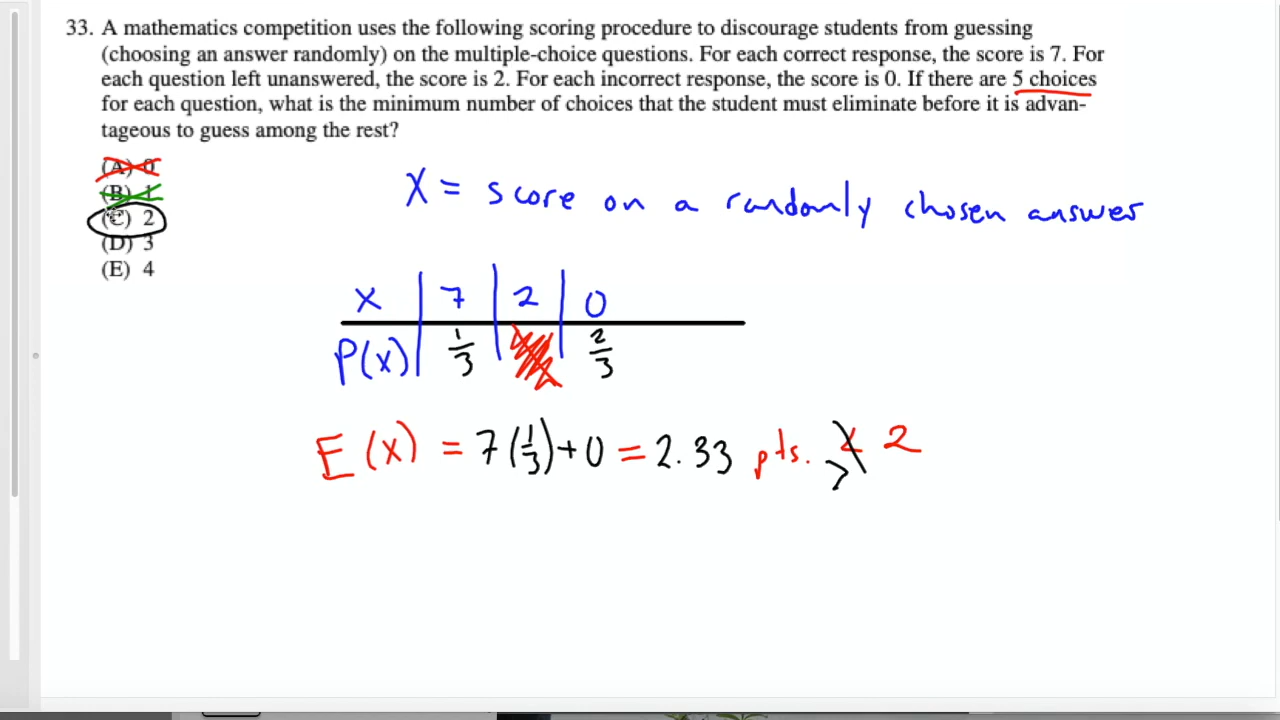 33. A mathematics competition uses the following scoring procedure to discourage students from guessing
(choosing an answer randomly) on the multiple-choice questions. For each correct response, the score is 7. For
each question left unanswered, the score is 2. For each incorrect response, the score is 0. If there are 5 choices
for each question, what is the minimum number of choices that the student must eliminate before it is advan-
tageous to guess among the rest?
(A) 0
(B) 1
(C) 2
(D) 3
(E) 4
X = score on a randomly chosen answer
X 7 2 0
P(X) 1/3 2/3
E(X) = 7(1/3)+0 = 2.33 pts. > 2